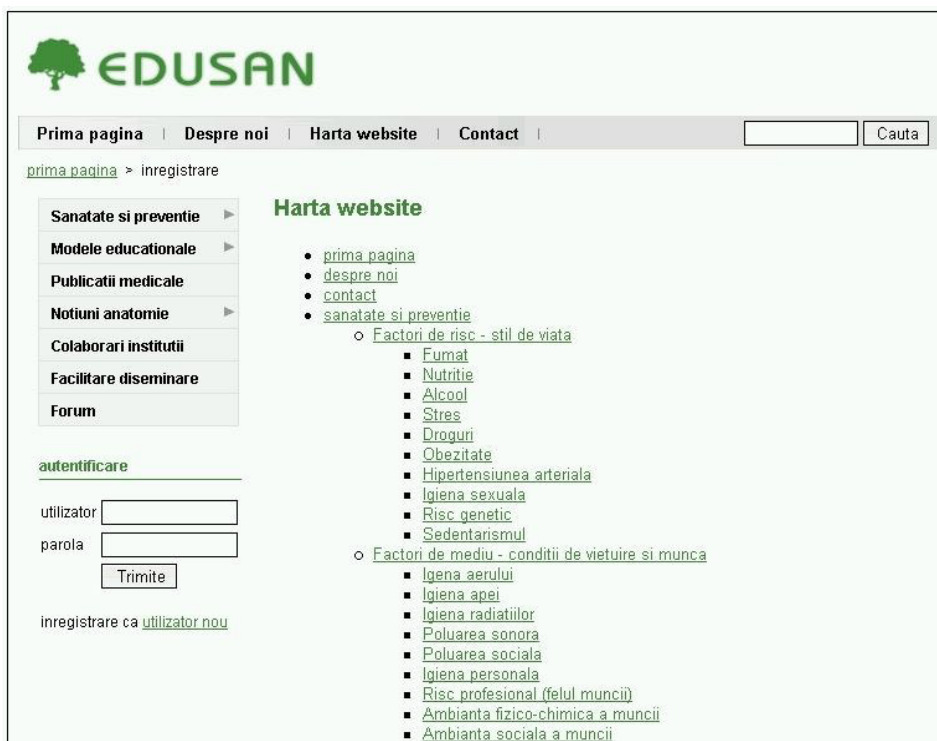 EDUSAN
Prima pagina | Despre noi | Harta website | Contact |
Cauta
prima pagina > inregistrare
Sanatate si preventie
Modele educationale
Publicatii medicale
Notiuni anatomie
Colaborari institutii
Facilitare diseminare
Forum
autentificare
utilizator
parola
Trimite
inregistrare ca utilizator nou
Harta website
prima pagina
despre noi
contact
sanatate si preventie
Factori de risc - stil de viata
Fumat
Nutritie
Alcool
Stres
Droguri
Obezitate
Hipertensiunea arteriala
Igiena sexuala
Risc genetic
Sedentarismul
Factori de mediu - conditii de vietuire si munca
Igena aerului
Igiena apei
Igiena radiatiilor
Poluarea sonora
Poluarea sociala
Igiena personala
Risc profesional (felul muncii)
Ambianta fizico-chimica a muncii
Ambianta sociala a muncii